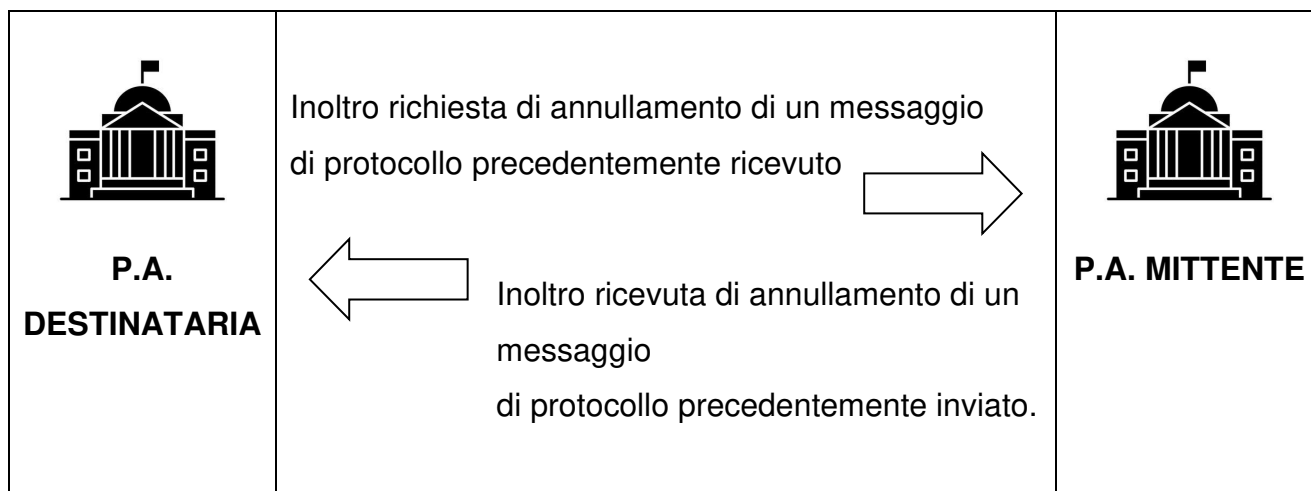 Inoltro richiesta di annullamento di un messaggio
di protocollo precedentemente ricevuto
P.A.
DESTINATARIA
P.A. MITTENTE
Inoltro ricevuta di annullamento di un
messaggio
di protocollo precedentemente inviato.